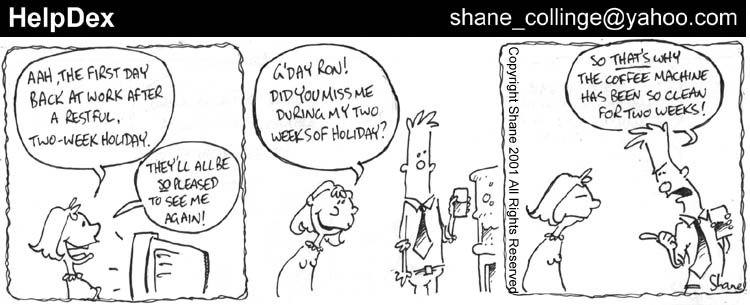 HelpDex
shane_collinge@yahoo.com
AAH, THE FIRST DAY
BACK AT WORK AFTER
A RESTFUL,
TWO-WEEK HOLIDAY.
THEY'LL ALL BE
SO PLEASED
TO SEE ME
AGAIN!
G'DAY RON!
DID YOU MISS ME
DURING MY TWO
WEEKS OF HOLIDAY?
Copyright Shane 2001 All Rights Reserved
SO THAT'S WHY
THE COFFEE MACHINE
HAS BEEN SO CLEAN
FOR TWO WEEKS!
Shane